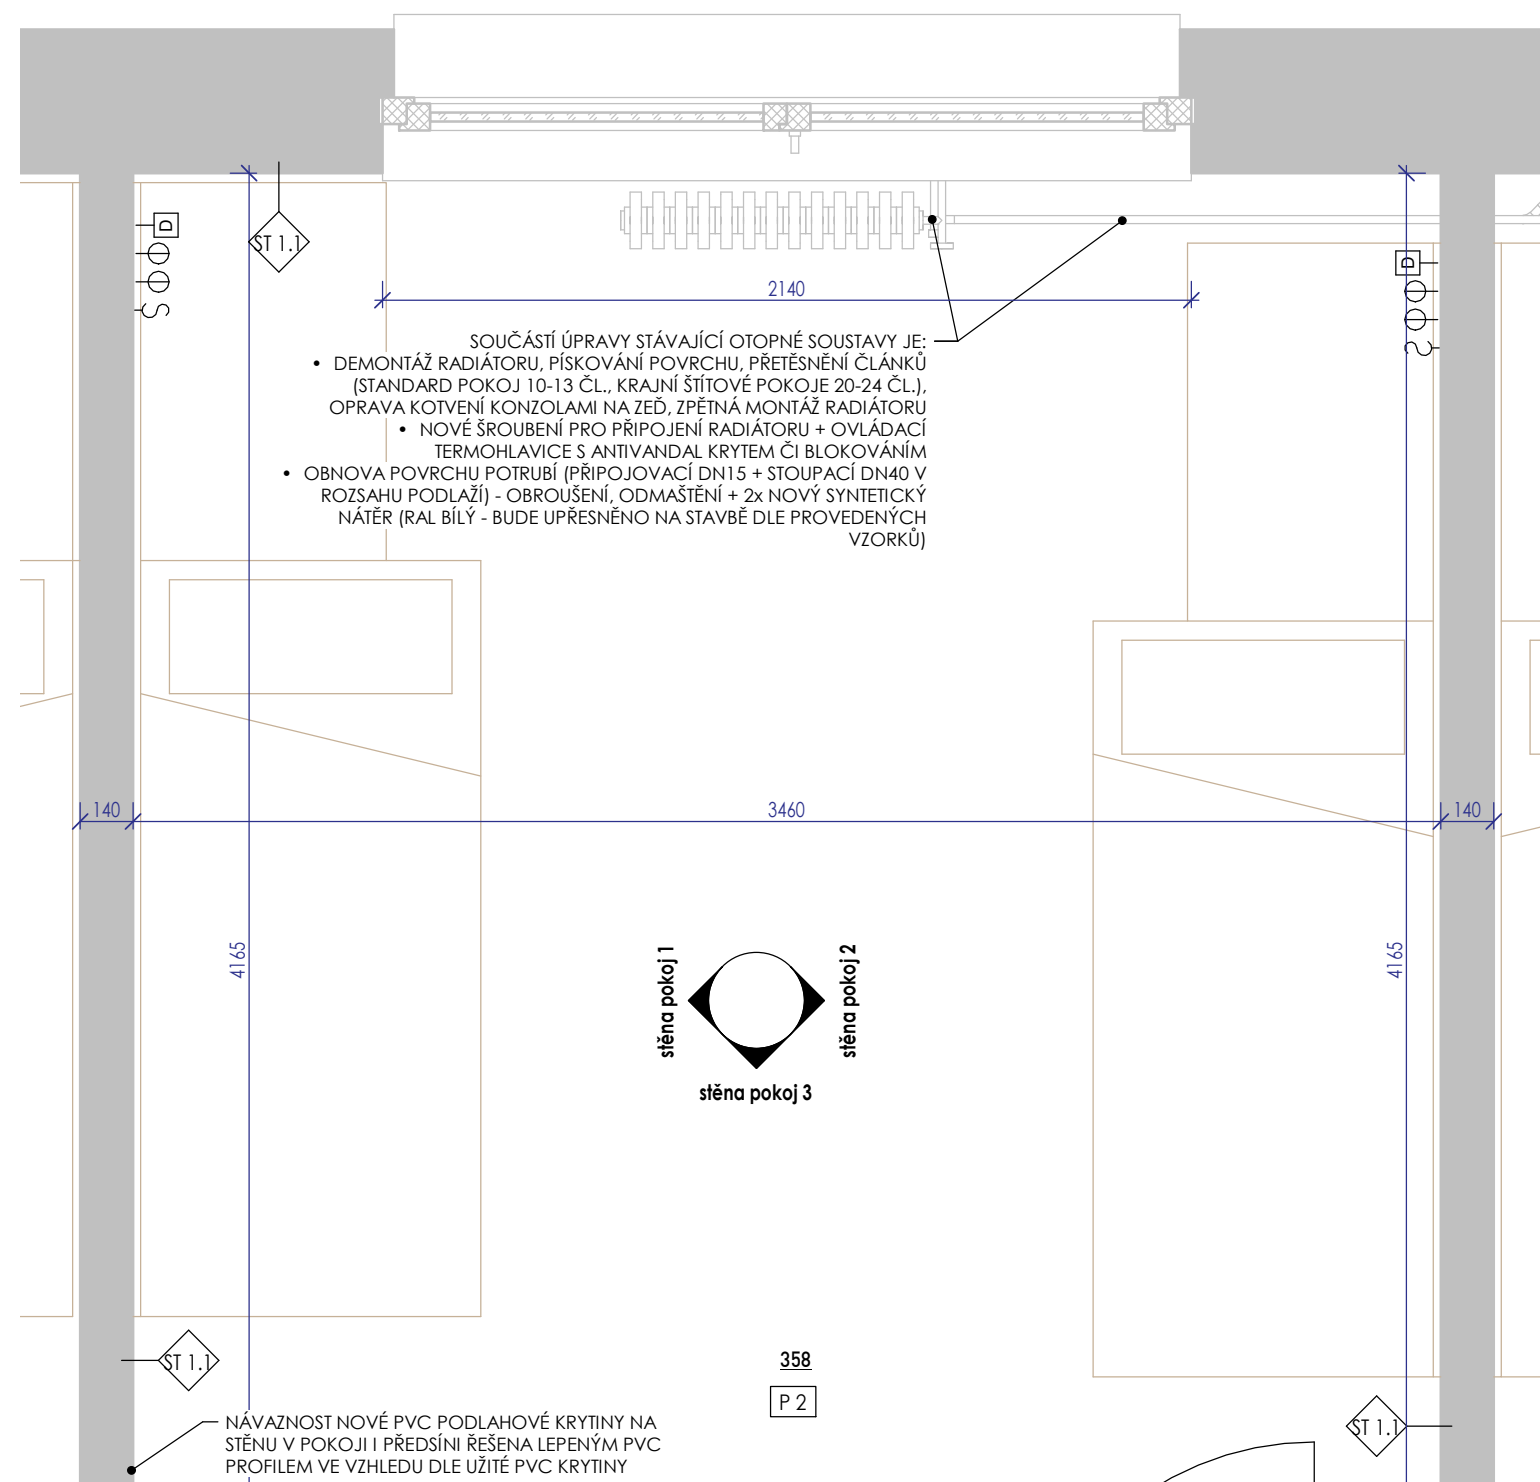 D
ST 1.1
D
2140
SOUČÁSTÍ ÚPRAVY STÁVAJÍCÍ OTOPNÉ SOUSTAVY JE:
• DEMONTÁŽ RADIÁTORU, PÍSKOVÁNÍ POVRCHU, PŘETĚSNĚNÍ ČLÁNKŮ
(STANDARD POKOJ 10-13 ČL., KRAJNÍ ŠTÍTOVÉ POKOJE 20-24 ČL.),
OPRAVA KOTVENÍ KONZOLAMI NA ZEĎ, ZPĚTNÁ MONTÁŽ RADIÁTORU
• NOVÉ ŠROUBENÍ PRO PŘIPOJENÍ RADIÁTORU + OVLÁDACÍ
TERMOHLAVICE S ANTIVANDAL KRYTEM ČI BLOKOVÁNÍM
• OBNOVA POVRCHU POTRUBÍ (PŘIPOJOVACÍ DN15 + STOUPACÍ DN40 V
ROZSAHU PODLAŽÍ) - OBROUŠENÍ, ODMAŠTĚNÍ + 2x NOVÝ SYNTETICKÝ
NÁTĚR (RAL BÍLÝ - BUDE UPŘESNĚNO NA STAVBĚ DLE PROVEDENÝCH
VZORKŮ)
140
3460
140
4165
stěna pokoj 1
stěna pokoj 2
4165
stěna pokoj 3
358
ST 1.1
P 2
ST 1.1
NÁVAZNOST NOVÉ PVC PODLAHOVÉ KRYTINY NA
STĚNU V POKOJI I PŘEDSÍNI ŘEŠENA LEPENÝM PVC
PROFILEM VE VZHLEDU DLE UŽITÉ PVC KRYTINY